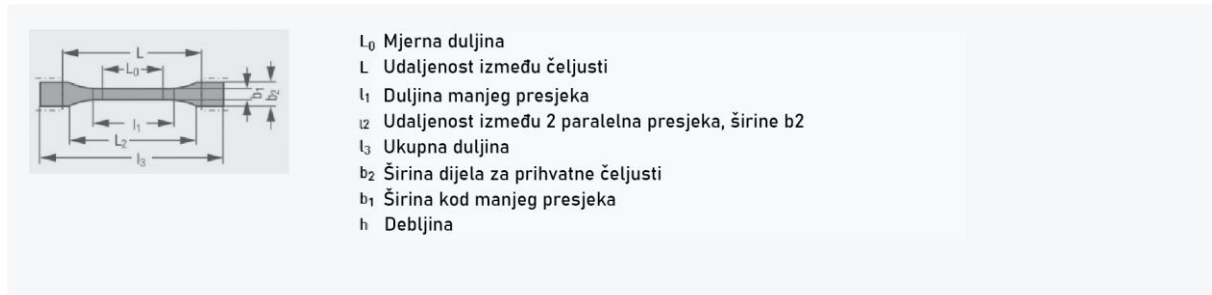 L
L₀
b₁
b₂
l₁
L₂
l₃
L₀ Mjerna duljina
L Udaljenost između čeljusti
l₁ Duljina manjeg presjeka
l2 Udaljenost između 2 paralelna presjeka, širine b2
l₃ Ukupna duljina
b₂ Širina dijela za prihvatne čeljusti
b₁ Širina kod manjeg presjeka
h Debljina